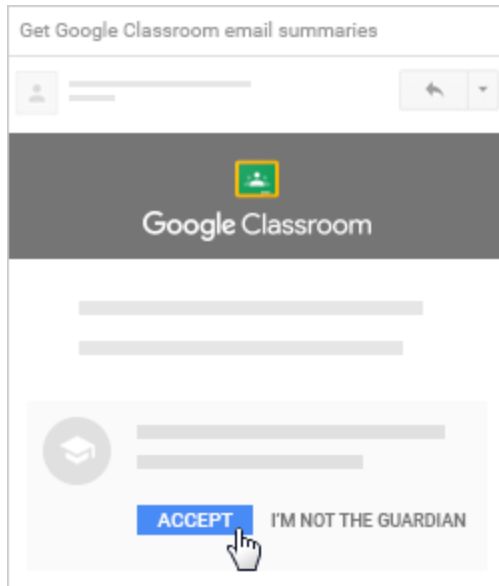 Get Google Classroom email summaries
Google Classroom
ACCEPT I'M NOT THE GUARDIAN